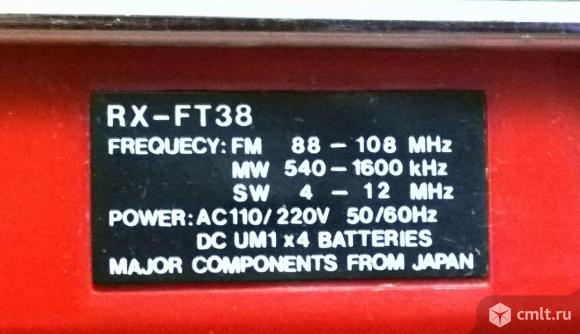 RX-FT38
FREQUECY: FM 88 - 108 MHz
MW 540-1600 kHz
SW 4 - 12 MHz
POWER: AC110/220V 50/60Hz
DC UM1 x4 BATTERIES
MAJOR COMPONENTS FROM JAPAN
cmlt.ru